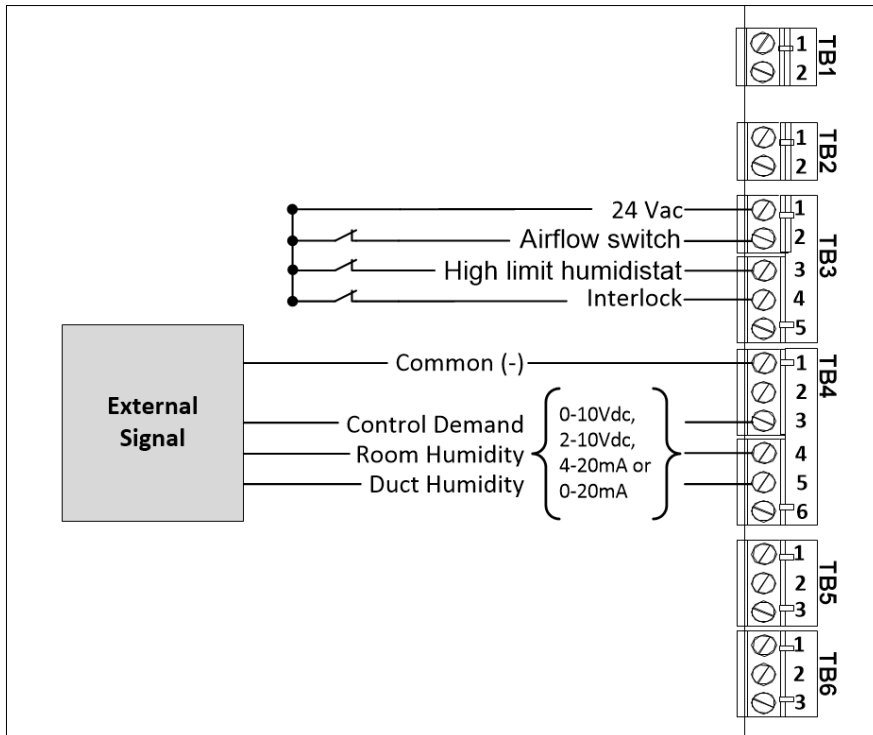 1
2
TB1
1
2
TB2
24 Vac
Airflow switch
High limit humidistat
Interlock
1
2
3
4
5
TB3
External
Signal
Common (-)
Control Demand
Room Humidity
Duct Humidity
0-10Vdc,
2-10Vdc,
4-20mA or
0-20mA
1
2
3
4
5
6
TB4
1
2
3
TB5
1
2
3
TB6